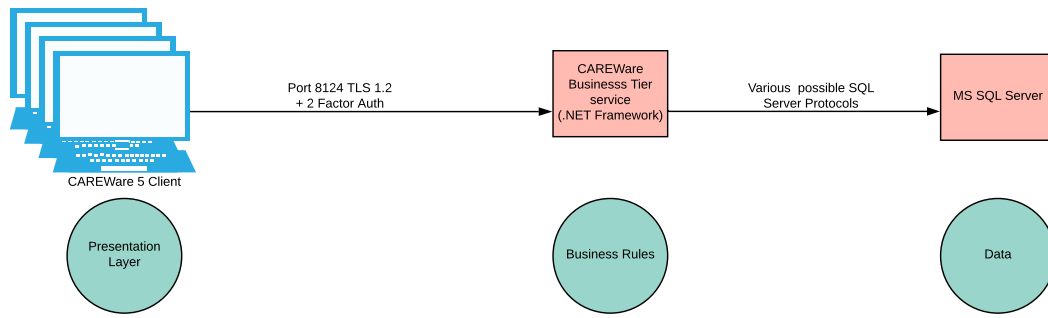 Port 8124 TLS 1.2
+ 2 Factor Auth
CAREWare
Businesss Tier
service
(.NET Framework)
Various possible SQL
Server Protocols
MS SQL Server
CAREWare 5 Client
Presentation
Layer
Business Rules
Data